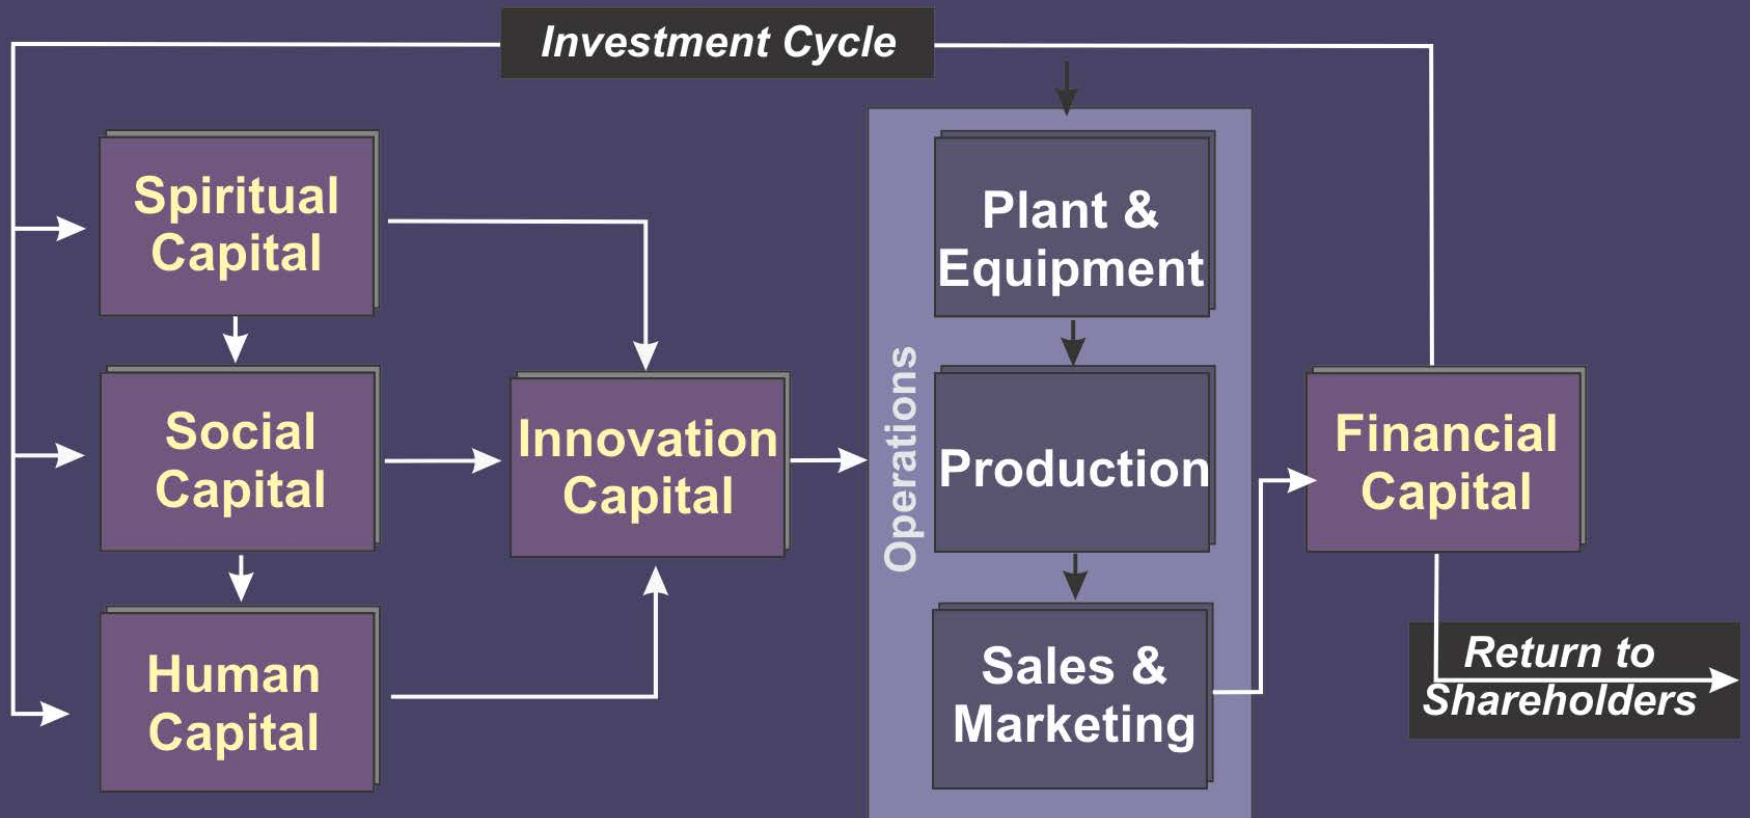 Investment Cycle
Spiritual
Capital
Social
Capital
Human
Capital
Innovation
Capital
Operations
Plant &
Equipment
Production
Sales &
Marketing
Financial
Capital
Return to
Shareholders